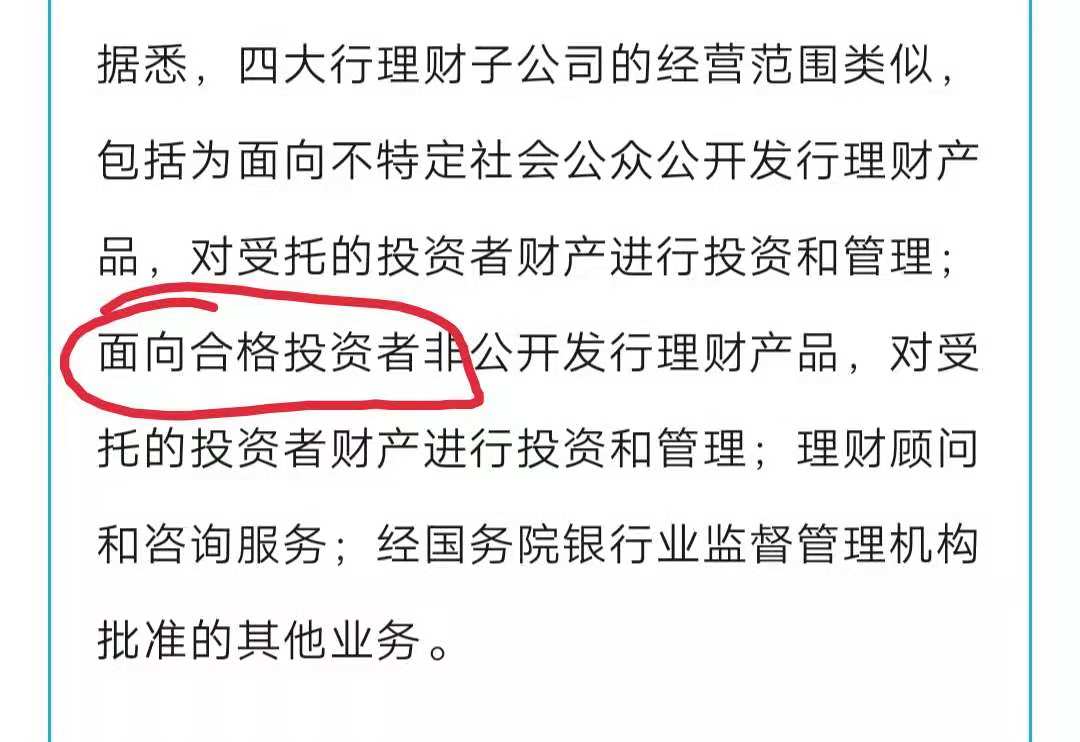 据悉，四大行理财子公司的经营范围类似，
包括为面向不特定社会公众公开发行理财产
品，对受托的投资者财产进行投资和管理；
面向合格投资者非公开发行理财产品，对受
托的投资者财产进行投资和管理；理财顾问
和咨询服务；经国务院银行业监督管理机构
批准的其他业务。